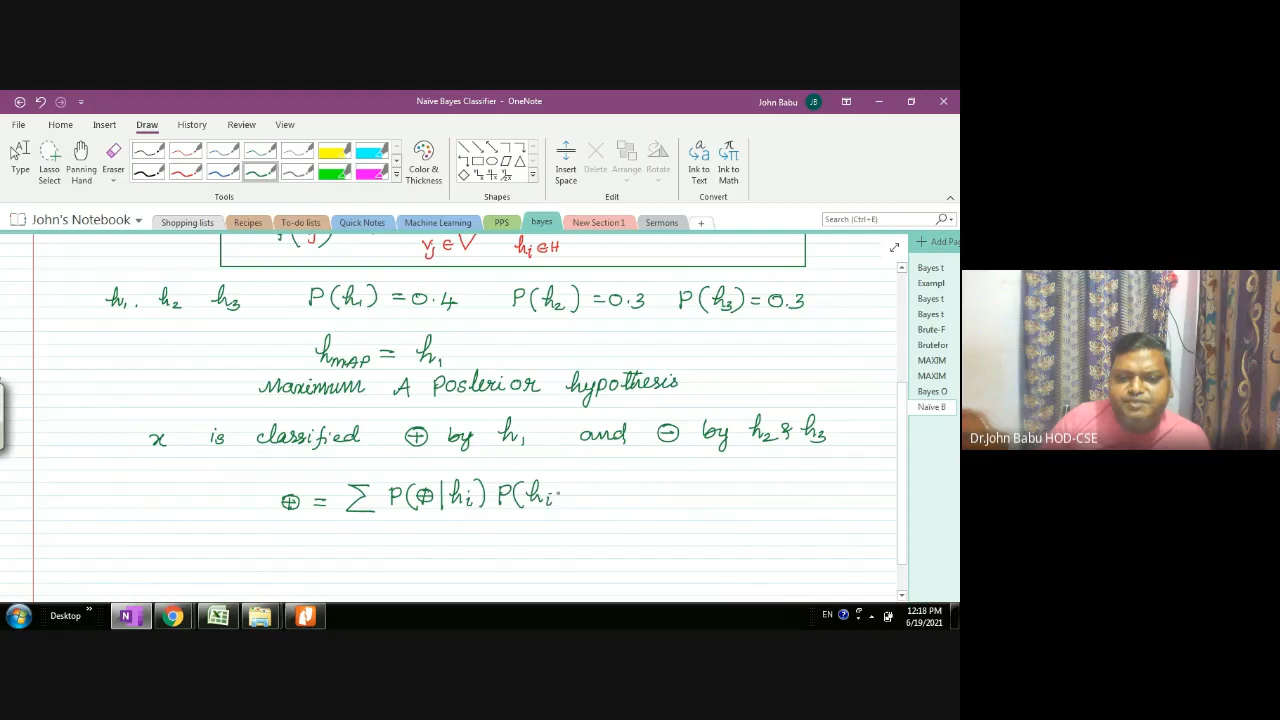 Naïve Bayes Classifier - OneNote
John Babu JB
File Home Insert Draw History Review View
Type Lasso Select Panning Hand Eraser Color & Thickness Insert Space Delete Arrange Rotate Ink to Text Ink to Math
Tools Shapes Convert
John's Notebook Shopping lists Recipes To-do lists Quick Notes Machine Learning PPS bayes New Section 1 Sermons Search (Ctrl+E)
Add Pa
Bayes t
Exampl
Bayes t
Bayes t
Brute-F
Brutefor
MAXIM
MAXIM
Bayes O
Naïve B
vj ∈ V hi ∈ H
h1, h2 h3 P(h1) = 0.4 P(h2) = 0.3 P(h3) = 0.3
hMAP = h1
Maximum A Posterior hypothesis
x is classified ⊕ by h1 and ⊖ by h2 & h3
⊕ = Σ P(⊕|hi) P(hi
Dr.John Babu HOD-CSE
Desktop EN 12:18 PM
6/19/2021